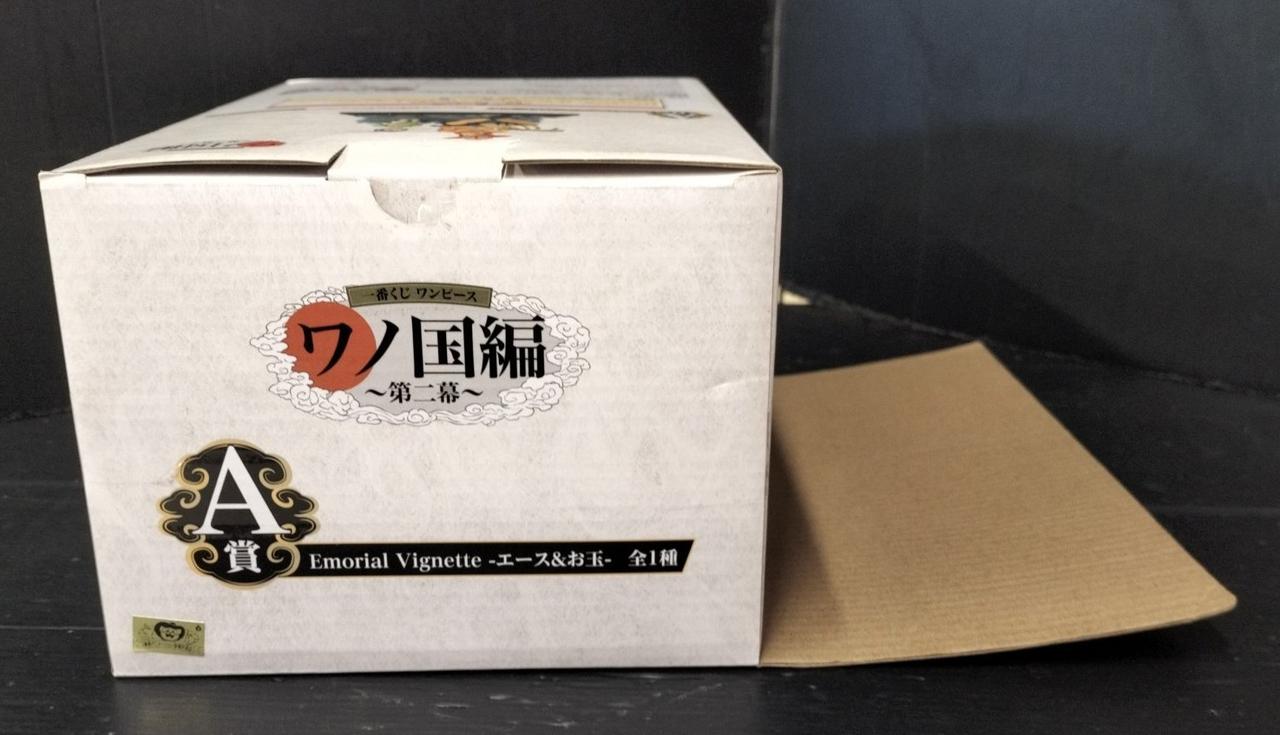 一番くじ ワンピース
ワノ国編
～第二幕～
A
賞
Emorial Vignette -エース&お玉-　全1種